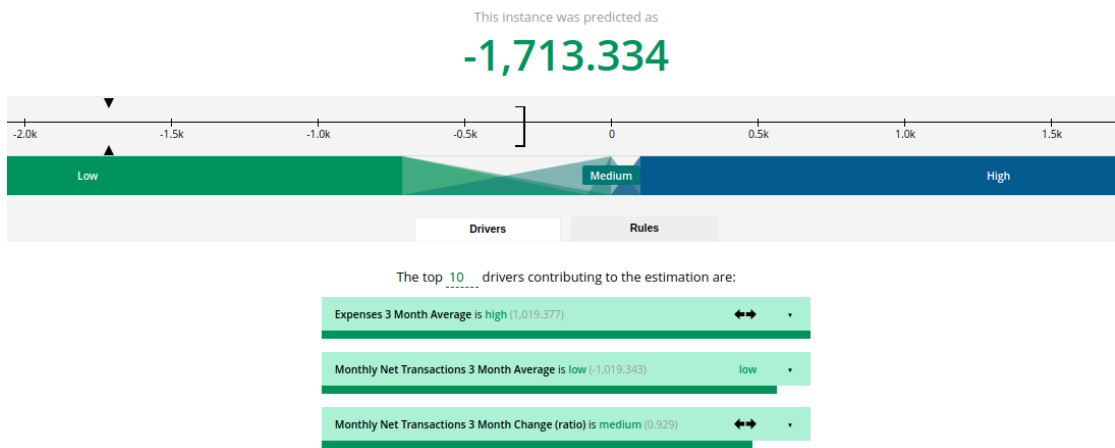 This instance was predicted as
-1,713.334
-2.0k -1.5k -1.0k -0.5k 0 0.5k 1.0k 1.5k
Low Medium High
Drivers Rules
The top 10 drivers contributing to the estimation are:
Expenses 3 Month Average is high (1,019.377)
Monthly Net Transactions 3 Month Average is low (-1,019.343) low
Monthly Net Transactions 3 Month Change (ratio) is medium (0.929)